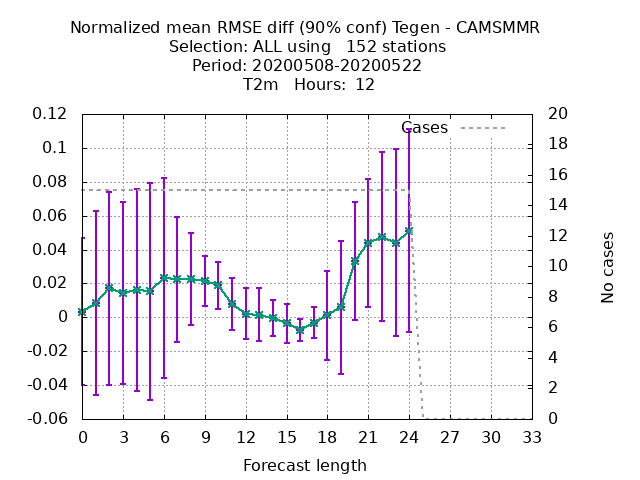 Normalized mean RMSE diff (90% conf) Tegen - CAMSMMR
Selection: ALL using   152 stations
Period: 20200508-20200522
T2m   Hours:  12
0.12
0.1
0.08
0.06
0.04
0.02
0
-0.02
-0.04
-0.06
Cases
20
18
16
14
12
10
8
6
4
2
0
No cases
0 3 6 9 12 15 18 21 24 27 30 33
Forecast length